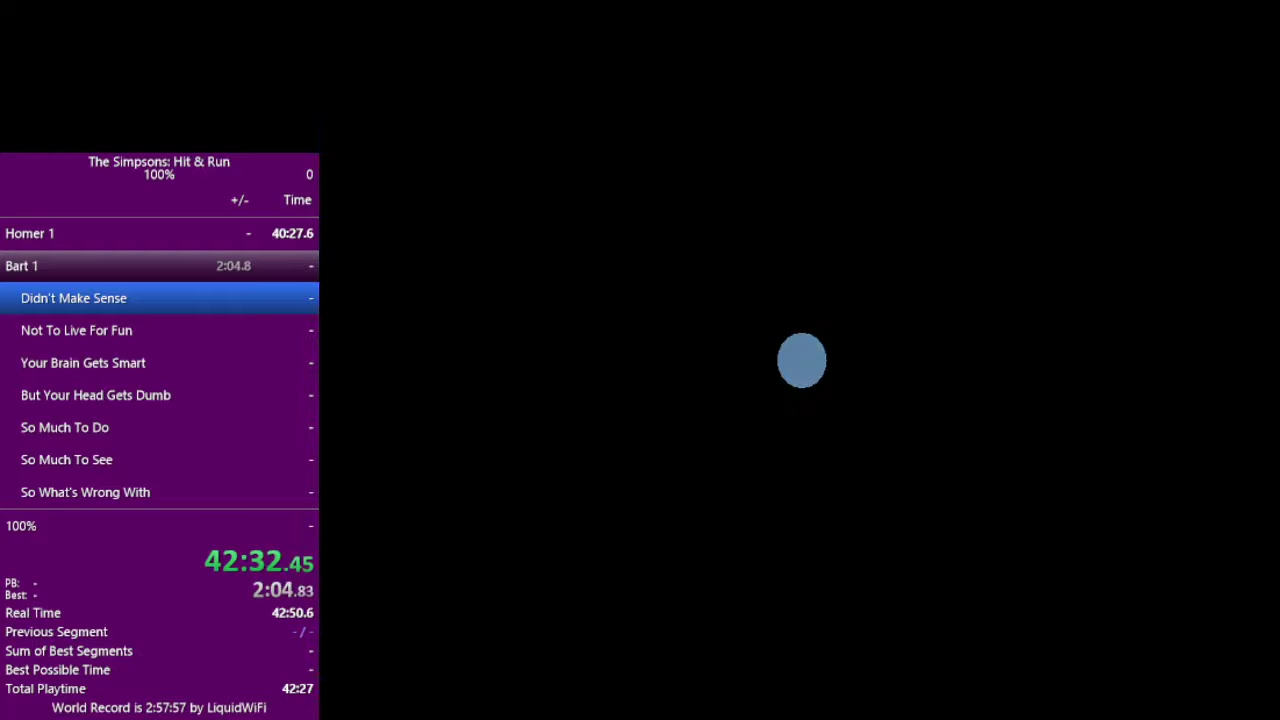 The Simpsons: Hit & Run
100% 0
+/- Time
Homer 1 - 40:27.6
Bart 1 2:04.8 -
Didn't Make Sense -
Not To Live For Fun -
Your Brain Gets Smart -
But Your Head Gets Dumb -
So Much To Do -
So Much To See -
So What's Wrong With -
100% -
42:32.45
PB: -
Best: - 2:04.83
Real Time 42:50.6
Previous Segment - / -
Sum of Best Segments -
Best Possible Time -
Total Playtime 42:27
World Record is 2:57:57 by LiquidWiFi